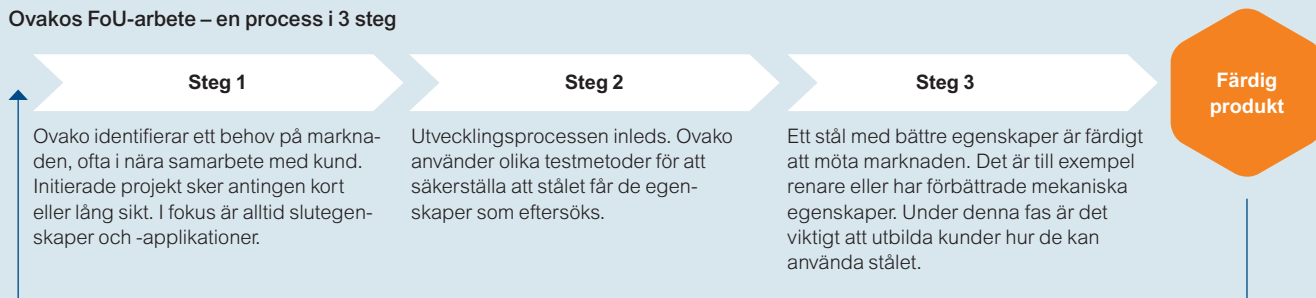 Ovakos FoU-arbete – en process i 3 steg
Steg 1
Ovako identifierar ett behov på markna-
den, ofta i nära samarbete med kund.
Initierade projekt sker antingen kort
eller lång sikt. I fokus är alltid slutegen-
skaper och -applikationer.
Steg 2
Utvecklingsprocessen inleds. Ovako
använder olika testmetoder för att
säkerställa att stålet får de egen-
skaper som eftersöks.
Steg 3
Ett stål med bättre egenskaper är färdigt
att möta marknaden. Det är till exempel
renare eller har förbättrade mekaniska
egenskaper. Under denna fas är det
viktigt att utbilda kunder hur de kan
använda stålet.
Färdig
produkt